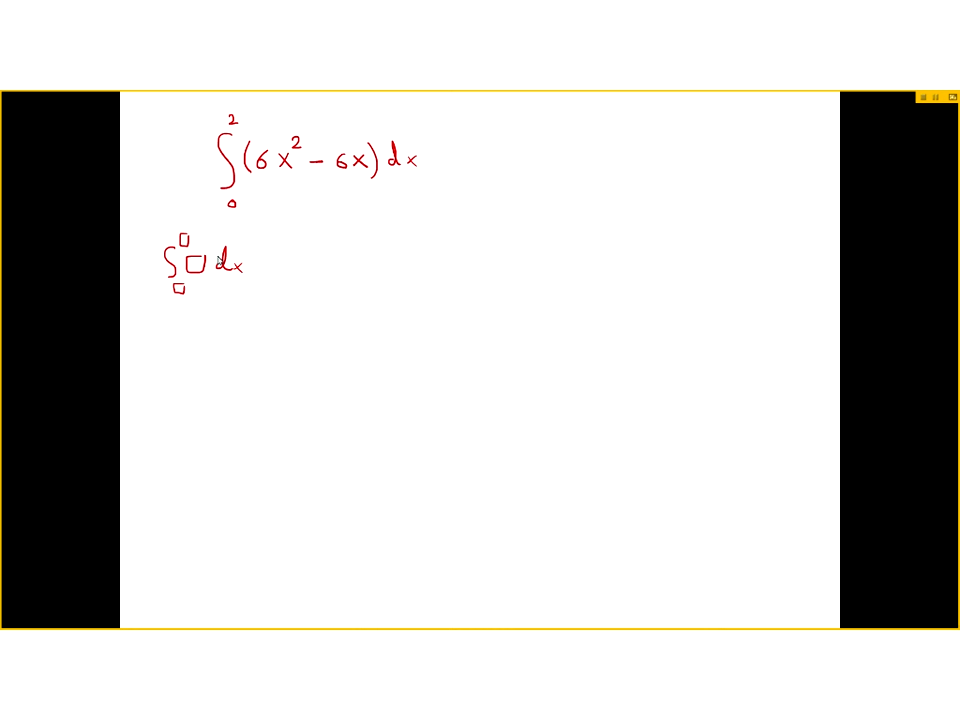 ∫₀² (6x² − 6x) dx
∫□^□ □ dx